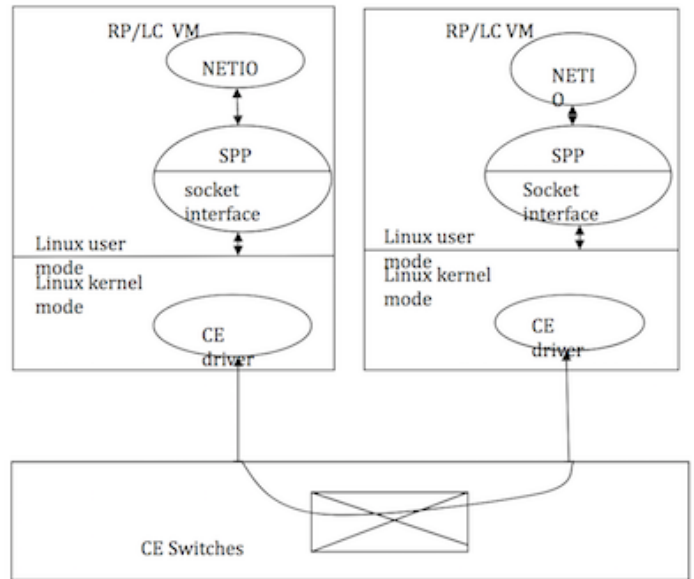 RP/LC VM
NETIO
SPP
socket
interface
Linux user
mode
Linux kernel
mode
CE
driver
RP/LC VM
NETI
O
SPP
Socket
interface
Linux user
mode
Linux kernel
mode
CE
driver
CE Switches